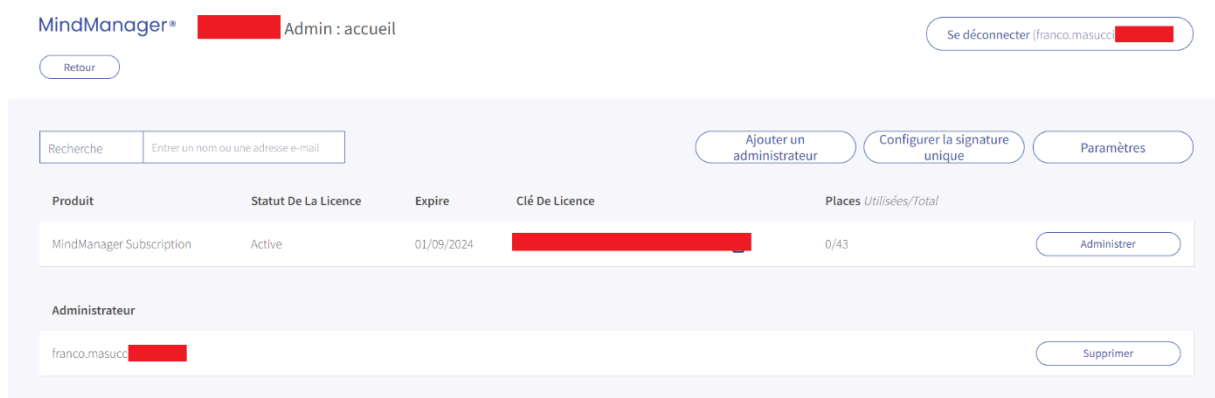 MindManager® Admin : accueil
Se déconnecter (franco.masucci
Retour
Recherche Entrer un nom ou une adresse e-mail
Ajouter un
administrateur
Configurer la signature
unique
Paramètres
Produit Statut De La Licence Expire Clé De Licence Places Utilisées/Total
MindManager Subscription Active 01/09/2024 0/43 Administrer
Administrateur
franco.masucc Supprimer